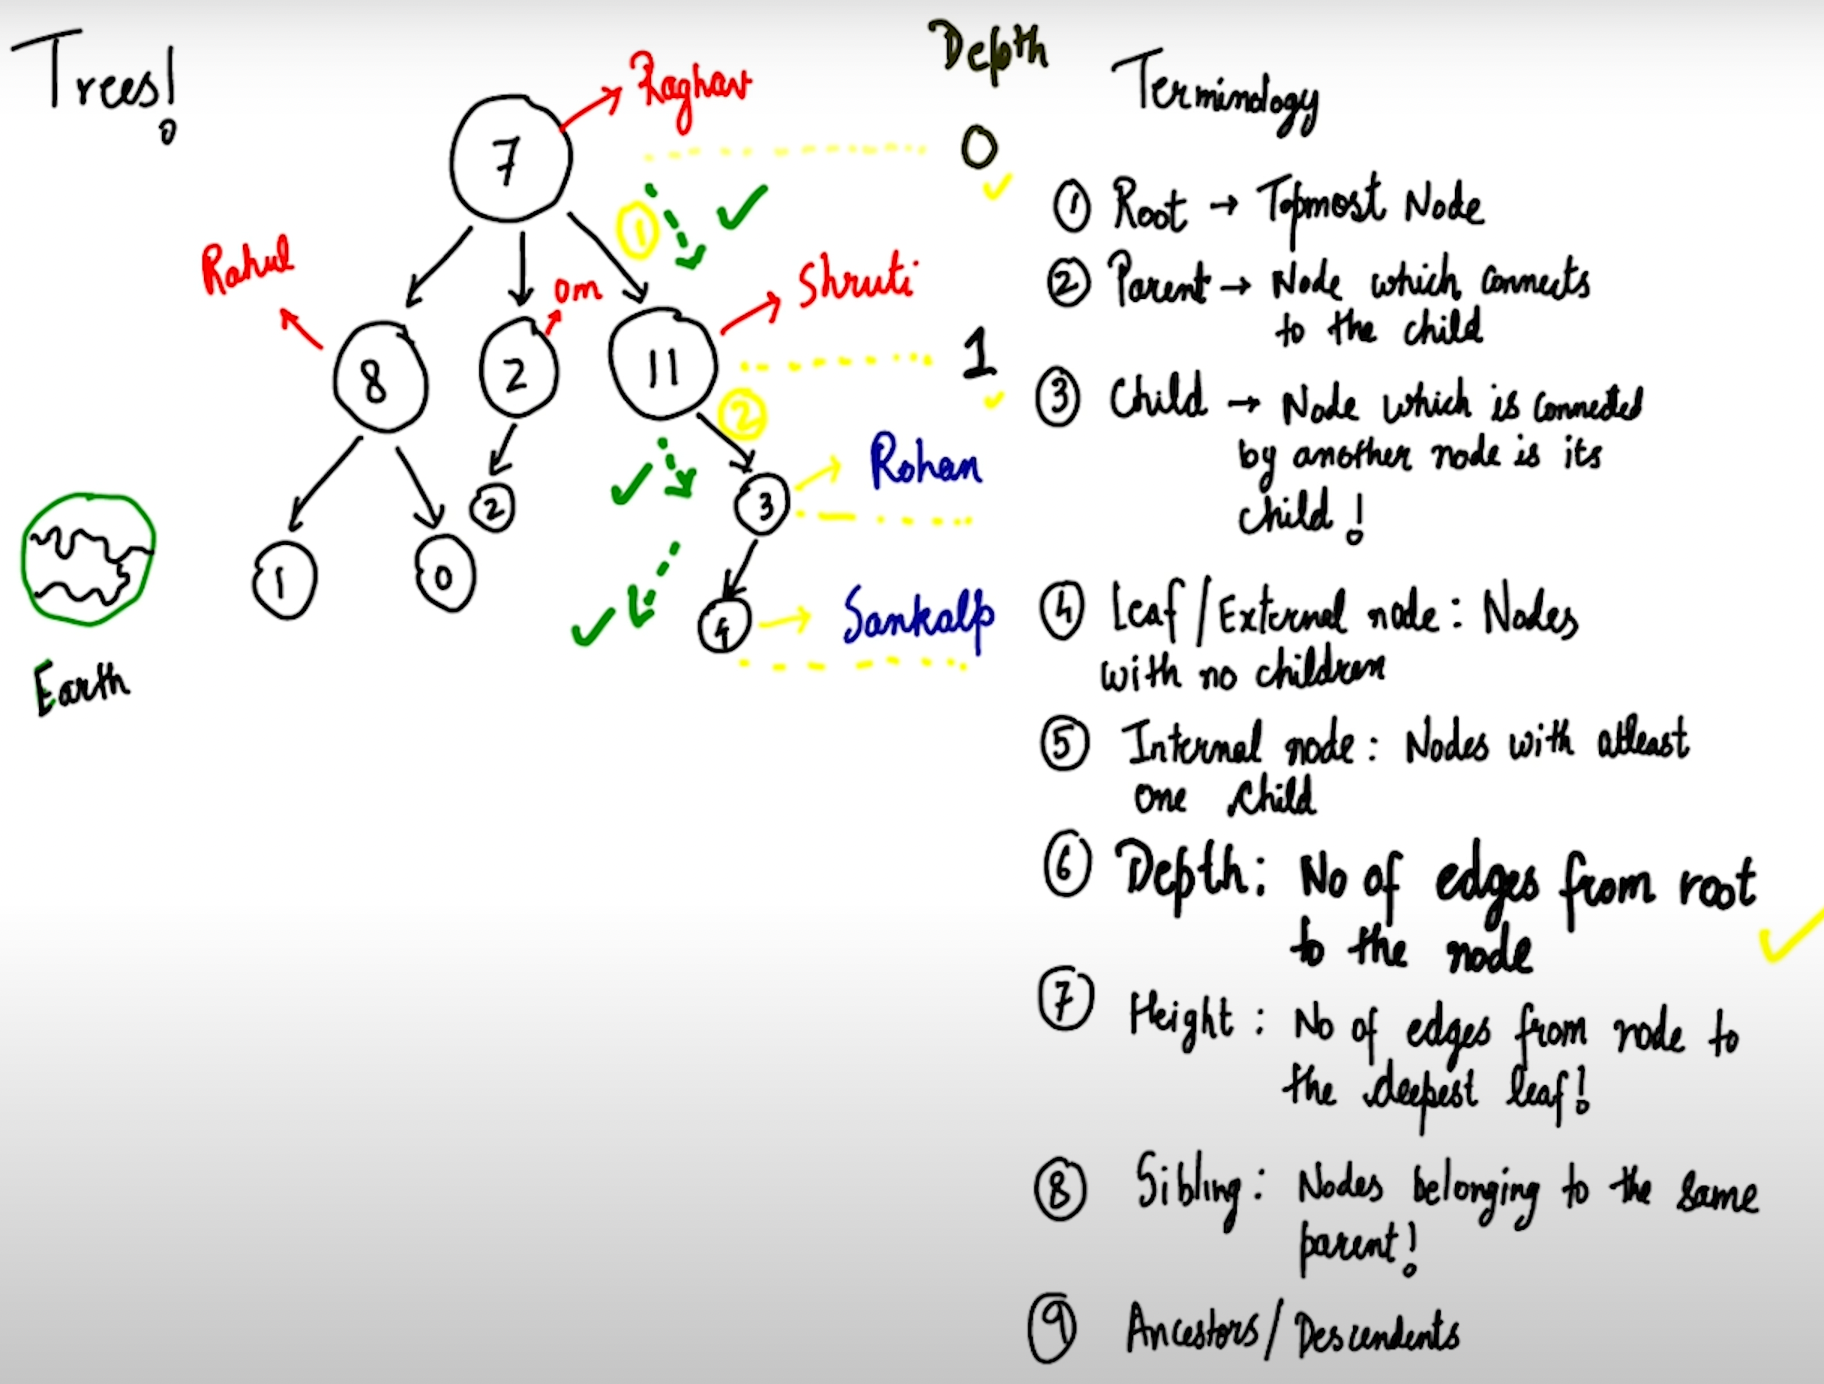 Trees!
7
Raghav
8
Rahul
2
om
11
Shruti
1
0
2
3
Rohan
4
Sankalp
1
2
Earth
Depth
0
1
Terminology
1 Root → Topmost Node
2 Parent → Node which connects
to the child
3 Child → Node which is connected
by another node is its
child!
4 Leaf/External node: Nodes
with no children
5 Internal node: Nodes with atleast
one child
6 Depth: No of edges from root
to the node
7 Height: No of edges from node to
the deepest leaf!
8 Sibling: Nodes belonging to the same
parent!
9 Ancestors/Descendents